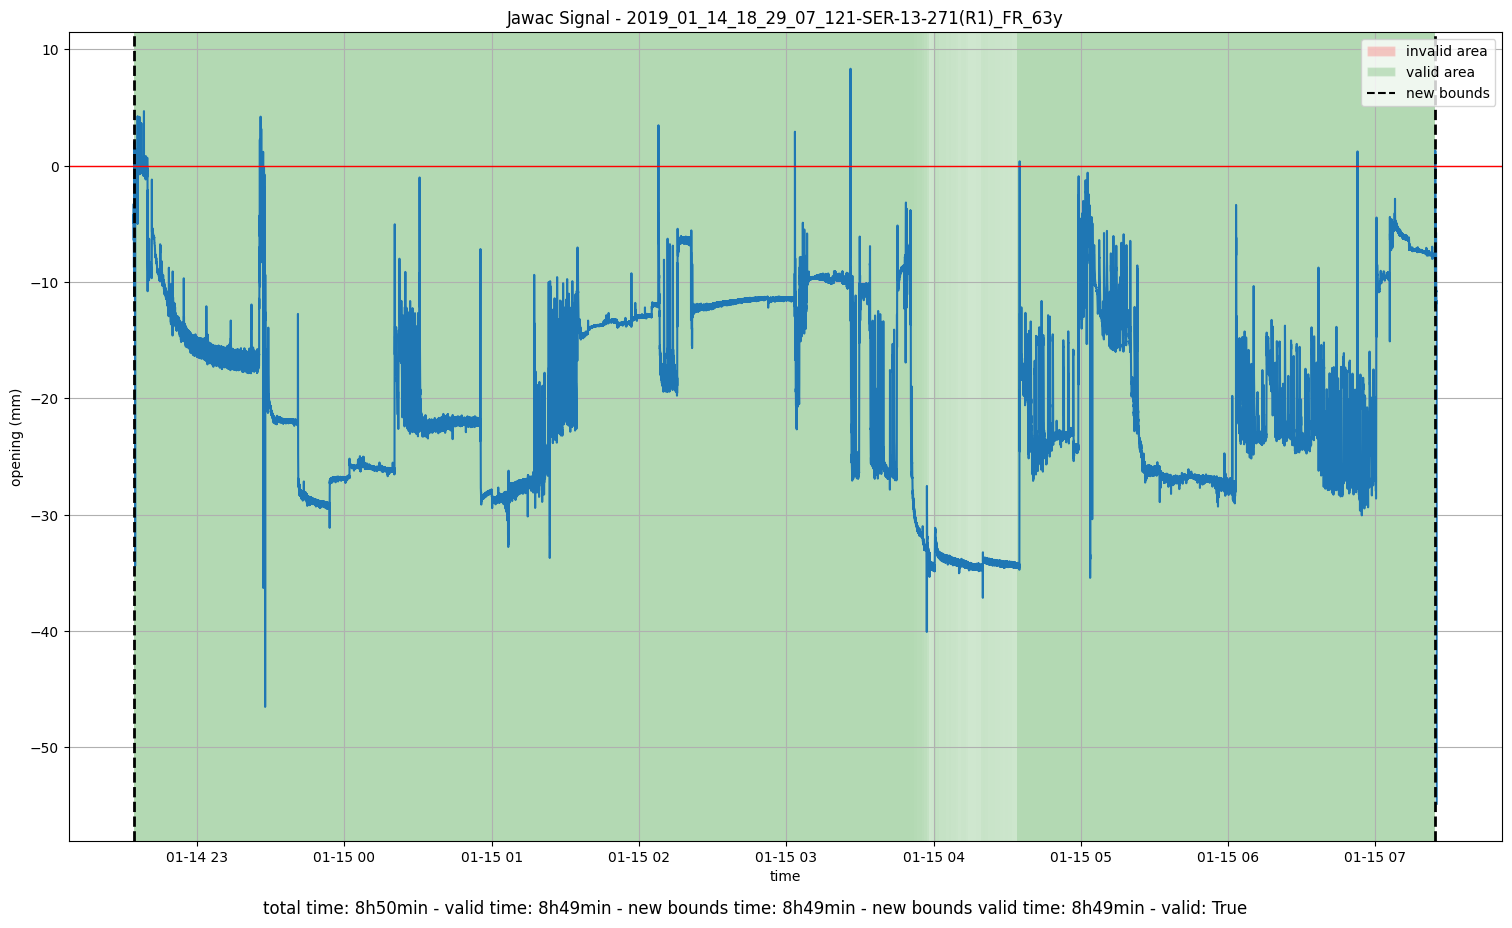 Jawac Signal - 2019_01_14_18_29_07_121-SER-13-271(R1)_FR_63y
invalid area
valid area
new bounds
10
0
−10
−20
−30
−40
−50
opening (mm)
01-14 23
01-15 00
01-15 01
01-15 02
01-15 03
01-15 04
01-15 05
01-15 06
01-15 07
time
total time: 8h50min - valid time: 8h49min - new bounds time: 8h49min - new bounds valid time: 8h49min - valid: True